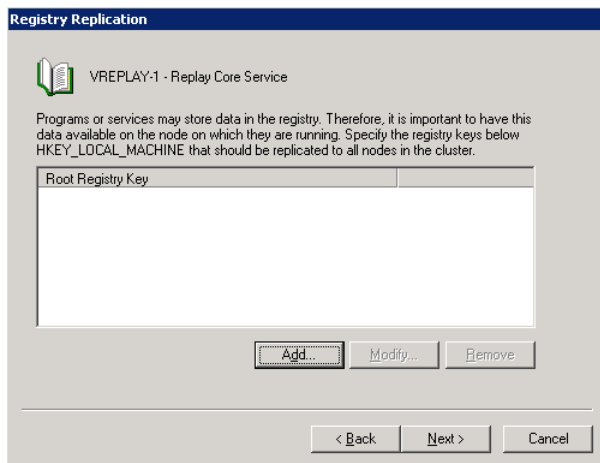 Registry Replication
VREPLAY-1 - Replay Core Service
Programs or services may store data in the registry. Therefore, it is important to have this
data available on the node on which they are running. Specify the registry keys below
HKEY_LOCAL_MACHINE that should be replicated to all nodes in the cluster.
Root Registry Key
Add... Modify... Remove
< Back Next > Cancel